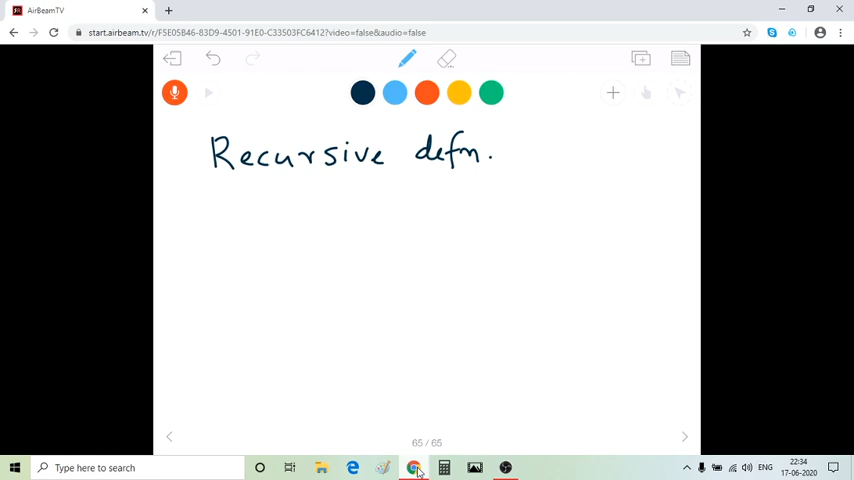 AirBeamTV
start.airbeam.tv/r/F5E05B46-83D9-4501-91E0-C33503FC6412?video=false&audio=false
Recursive defn.
65 / 65
Type here to search
ENG
22:34
17-06-2020